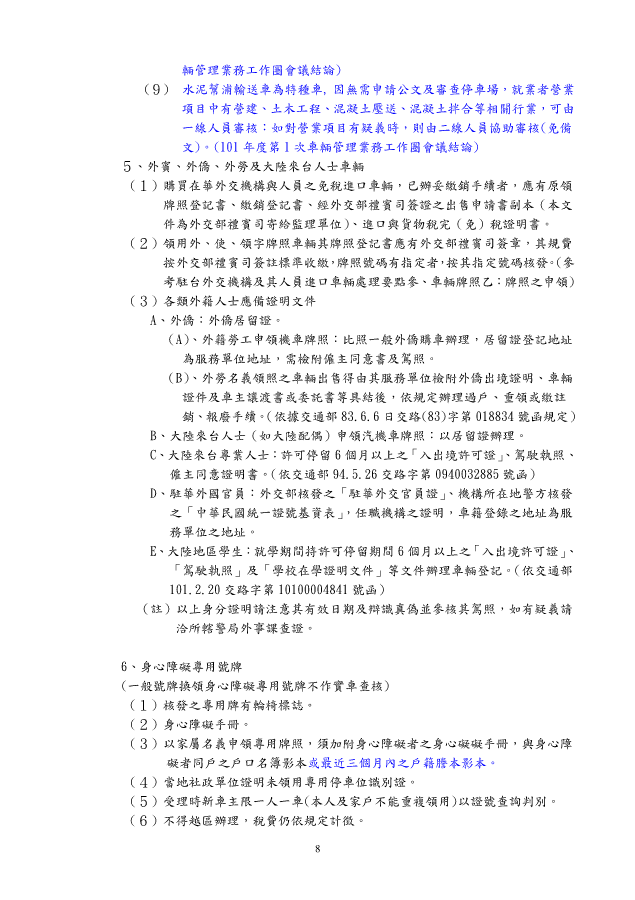 輛管理業務工作圈會議結論)
(9) 水泥幫浦輸送車為特種車, 因無需申請公文及審查停車場，就業者營業
項目中有營建、土木工程、混凝土壓送、混凝土拌合等相關行業，可由
一線人員審核：如對營業項目有疑義時，則由二線人員協助審核(免備
文)。(101 年度第 1 次車輛管理業務工作圈會議結論)
5、外賓、外僑、外勞及大陸來台人士車輛
(1) 購買在華外交機構與人員之免稅進口車輛，已辦妥繳銷手續者，應有原領
牌照登記書、繳銷登記書、經外交部禮賓司簽證之出售申請書副本（本文
件為外交部禮賓司寄給監理單位)、進口與貨物稅完（免）稅證明書。
(2) 領用外、使、領字牌照車輛其牌照登記書應有外交部禮賓司簽章，其規費
按外交部禮賓司簽註標準收繳，牌照號碼有指定者，按其指定號碼核發。(參
考駐台外交機構及其人員進口車輛處理要點參、車輛牌照乙：牌照之申領)
(3) 各類外籍人士應備證明文件
A、外僑：外僑居留證。
(A)、外籍勞工申領機車牌照：比照一般外僑購車辦理，居留證登記地址
為服務單位地址，需檢附僱主同意書及駕照。
(B)、外勞名義領照之車輛出售得由其服務單位檢附外僑出境證明、車輛
證件及車主讓渡書或委託書等具結後，依規定辦理過戶、重領或繳註
銷、報廢手續。(依據交通部 83.6.6 日交路(83)字第 018834 號函規定)
B、大陸來台人士（如大陸配偶）申領汽機車牌照：以居留證辦理。
C、大陸來台專業人士：許可停留 6 個月以上之「入出境許可證」、駕駛執照、
僱主同意證明書。(依交通部 94.5.26 交路字第 0940032885 號函)
D、駐華外國官員：外交部核發之「駐華外交官員證」、機構所在地警方核發
之「中華民國統一證號基資表」，任職機構之證明，車籍登錄之地址為服
務單位之地址。
E、大陸地區學生：就學期間持許可停留期間 6 個月以上之「入出境許可證」、
「駕駛執照」及「學校在學證明文件」等文件辦理車輛登記。(依交通部
101.2.20 交路字第 10100004841 號函)
(註) 以上身分證明請注意其有效日期及辯識真偽並參核其駕照，如有疑義請
洽所轄警局外事課查證。
6、身心障礙專用號牌
(一般號牌換領身心障礙專用號牌不作實車查核)
(1) 核發之專用牌有輪椅標誌。
(2) 身心障礙手冊。
(3) 以家屬名義申領專用牌照，須加附身心障礙者之身心礙礙手冊，與身心障
礙者同戶之戶口名簿影本或最近三個月內之戶籍謄本影本。
(4) 當地社政單位證明未領用專用停車位識別證。
(5) 受理時新車主限一人一車(本人及家戶不能重複領用)以證號查詢判別。
(6) 不得越區辦理，稅費仍依規定計徵。
8